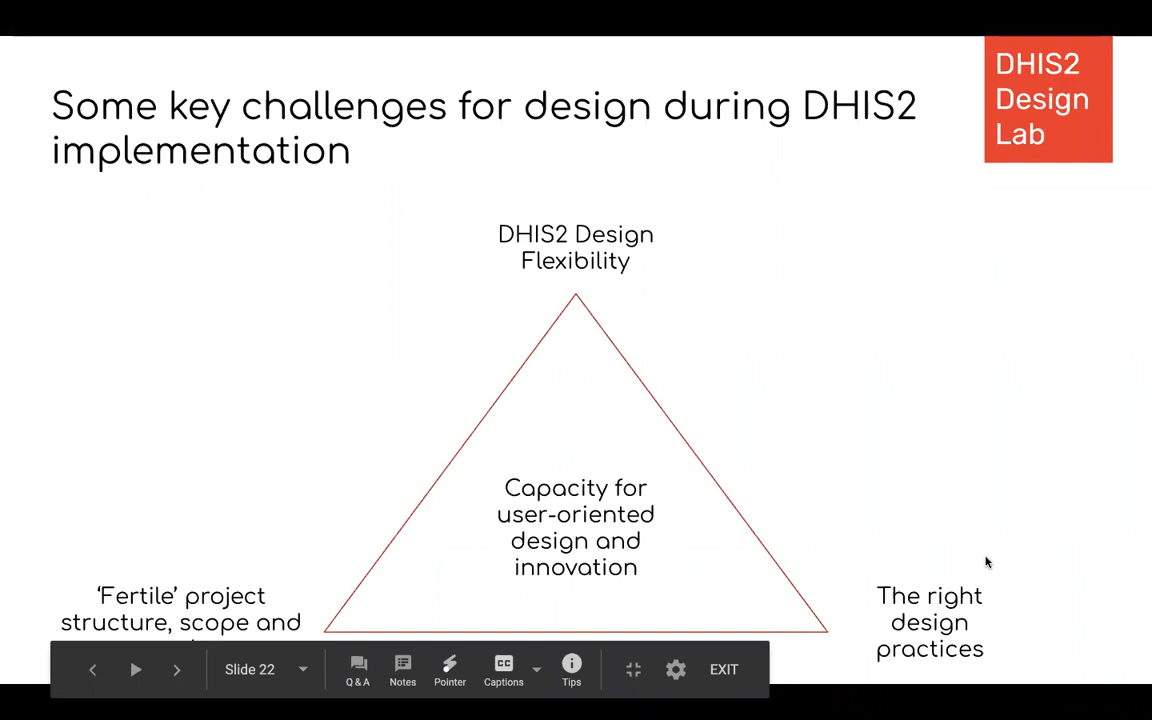 Some key challenges for design during DHIS2
implementation
DHIS2
Design
Lab
DHIS2 Design
Flexibility
Capacity for
user-oriented
design and
innovation
‘Fertile’ project
structure, scope and
The right
design
practices
Slide 22
Q & A
Notes
Pointer
CC
Captions
Tips
EXIT